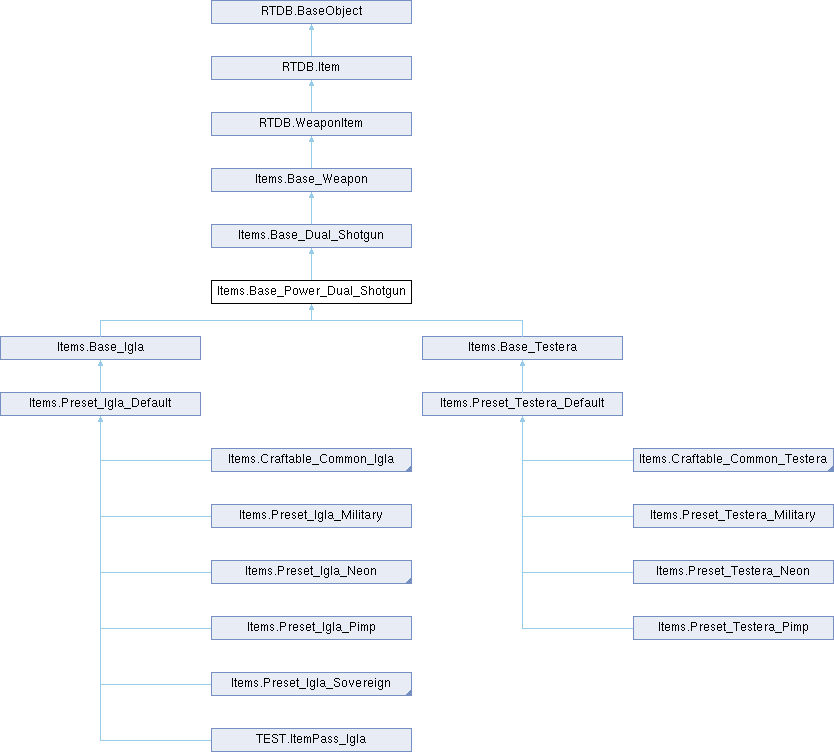 RTDB.BaseObject
RTDB.Item
RTDB.WeaponItem
Items.Base_Weapon
Items.Base_Dual_Shotgun
Items.Base_Power_Dual_Shotgun
Items.Base_Igla
Items.Base_Testera
Items.Preset_Igla_Default
Items.Preset_Testera_Default
Items.Craftable_Common_Igla
Items.Craftable_Common_Testera
Items.Preset_Igla_Military
Items.Preset_Testera_Military
Items.Preset_Igla_Neon
Items.Preset_Testera_Neon
Items.Preset_Igla_Pimp
Items.Preset_Testera_Pimp
Items.Preset_Igla_Sovereign
TEST.ItemPass_Igla